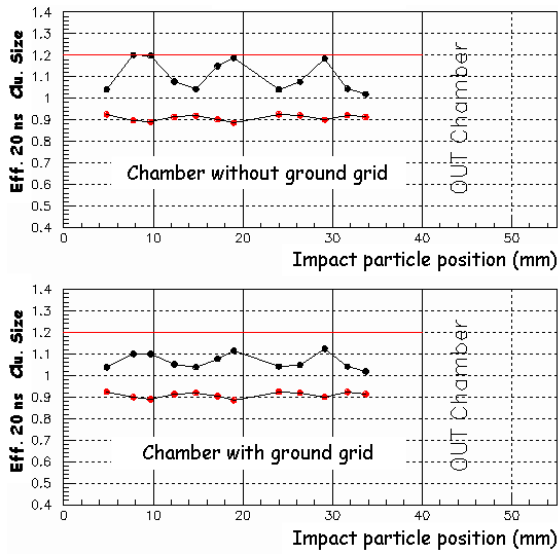 1.4
1.3
1.2
1.1
1
0.9
0.8
0.7
0.6
0.5
0.4
Eff. 20 ns Clu. Size
Chamber without ground grid
OUT Chamber
0 10 20 30 40 50
Impact particle position (mm)
1.4
1.3
1.2
1.1
1
0.9
0.8
0.7
0.6
0.5
0.4
Eff. 20 ns Clu. Size
Chamber with ground grid
OUT Chamber
0 10 20 30 40 50
Impact particle position (mm)